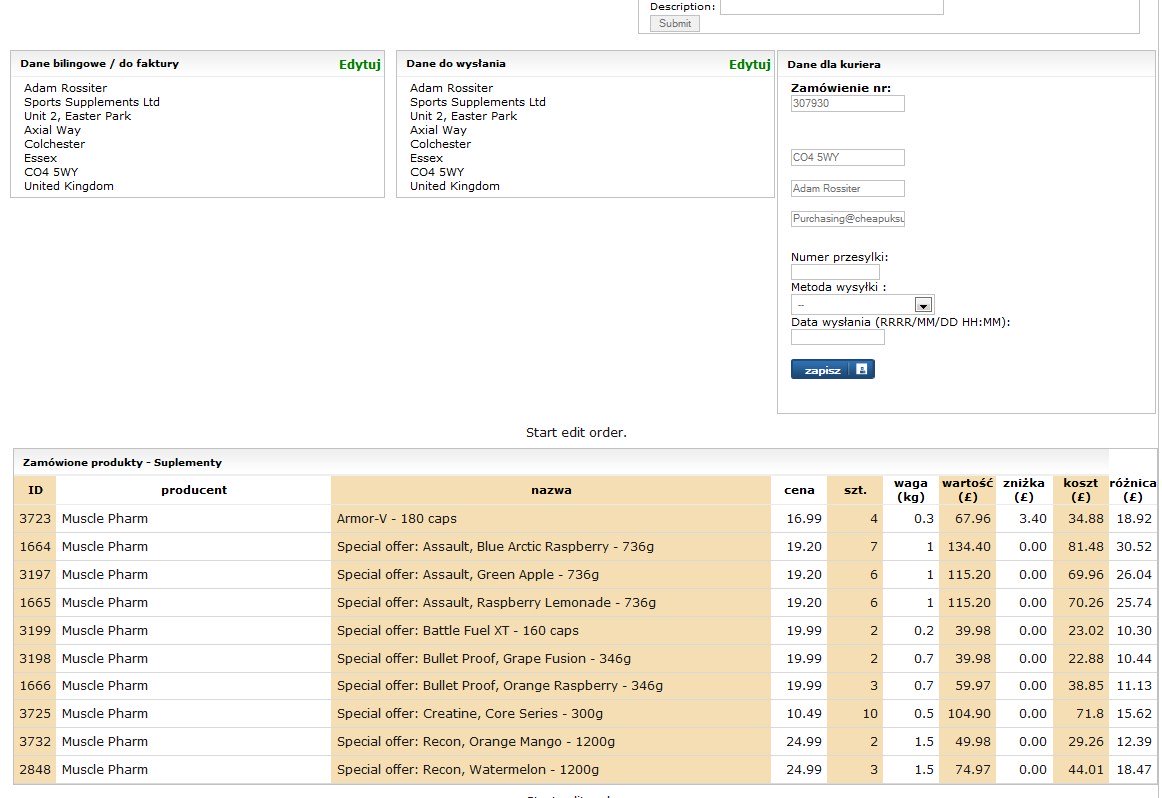 Description:
Submit
Dane bilingowe / do faktury Edytuj
Adam Rossiter
Sports Supplements Ltd
Unit 2, Easter Park
Axial Way
Colchester
Essex
CO4 5WY
United Kingdom
Dane do wysłania Edytuj
Adam Rossiter
Sports Supplements Ltd
Unit 2, Easter Park
Axial Way
Colchester
Essex
CO4 5WY
United Kingdom
Dane dla kuriera
Zamówienie nr:
307930
CO4 5WY
Adam Rossiter
Purchasing@cheapuksu
Numer przesylki:
Metoda wysyłki :
--
Data wysłania (RRRR/MM/DD HH:MM):
zapisz
Start edit order.
Zamówione produkty - Suplementy
ID producent nazwa cena szt. waga (kg) wartość (£) zniżka (£) koszt (£) różnica (£)
3723 Muscle Pharm Armor-V - 180 caps 16.99 4 0.3 67.96 3.40 34.88 18.92
1664 Muscle Pharm Special offer: Assault, Blue Arctic Raspberry - 736g 19.20 7 1 134.40 0.00 81.48 30.52
3197 Muscle Pharm Special offer: Assault, Green Apple - 736g 19.20 6 1 115.20 0.00 69.96 26.04
1665 Muscle Pharm Special offer: Assault, Raspberry Lemonade - 736g 19.20 6 1 115.20 0.00 70.26 25.74
3199 Muscle Pharm Special offer: Battle Fuel XT - 160 caps 19.99 2 0.2 39.98 0.00 23.02 10.30
3198 Muscle Pharm Special offer: Bullet Proof, Grape Fusion - 346g 19.99 2 0.7 39.98 0.00 22.88 10.44
1666 Muscle Pharm Special offer: Bullet Proof, Orange Raspberry - 346g 19.99 3 0.7 59.97 0.00 38.85 11.13
3725 Muscle Pharm Special offer: Creatine, Core Series - 300g 10.49 10 0.5 104.90 0.00 71.8 15.62
3732 Muscle Pharm Special offer: Recon, Orange Mango - 1200g 24.99 2 1.5 49.98 0.00 29.26 12.39
2848 Muscle Pharm Special offer: Recon, Watermelon - 1200g 24.99 3 1.5 74.97 0.00 44.01 18.47